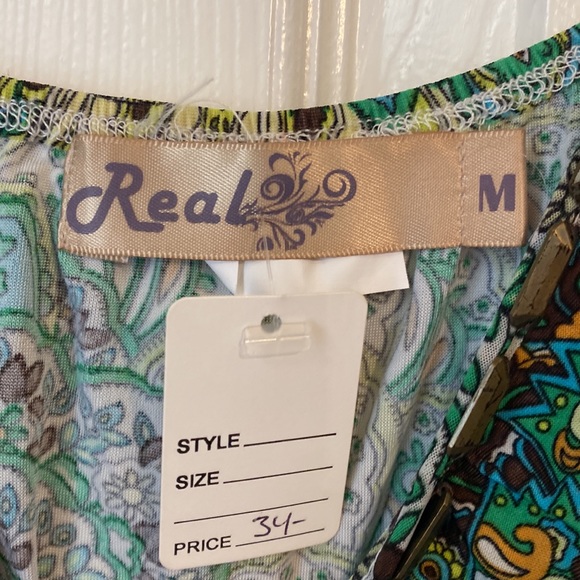 Real M
STYLE
SIZE
PRICE 34-